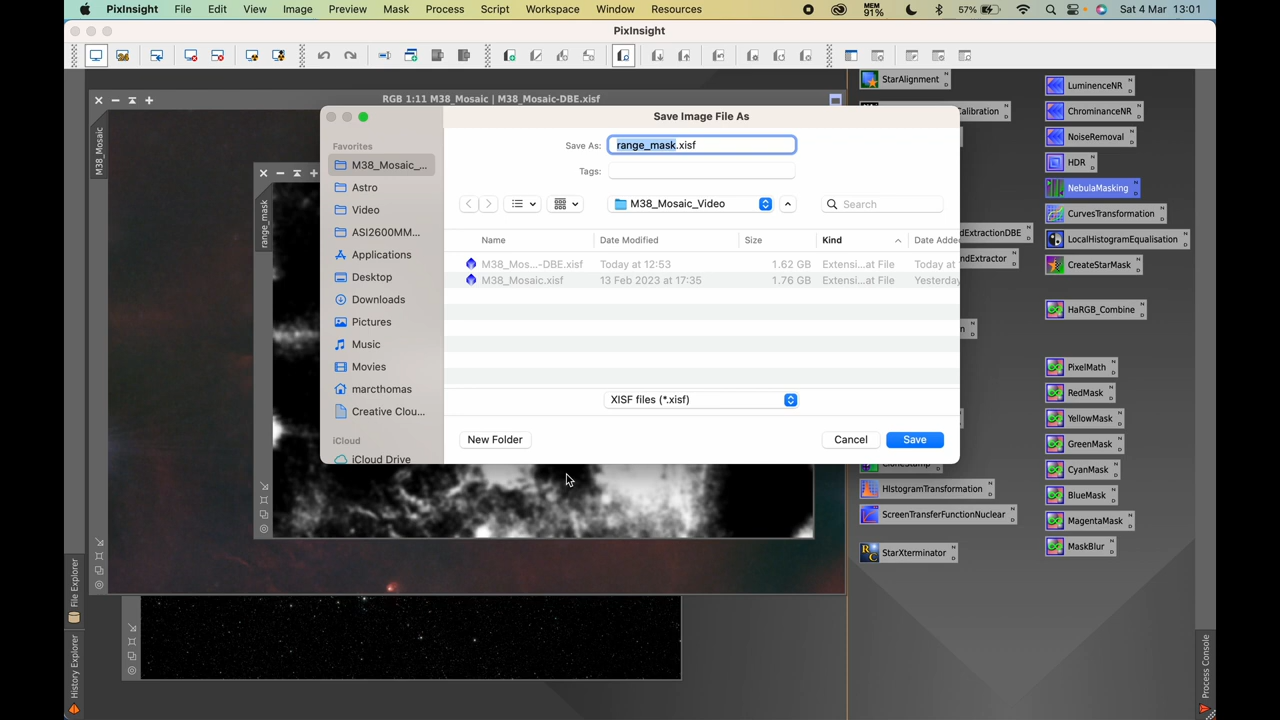 PixInsight File Edit View Image Preview Mask Process Script Workspace Window Resources MEM 91% 57% Sat 4 Mar 13:01
PixInsight
RGB 1:11 M38_Mosaic | M38_Mosaic-DBE.xisf
M38_Mosaic
range_mask
Save Image File As
Save As: range_mask.xisf
Tags:
M38_Mosaic_Video
Search
Favorites
M38_Mosaic_...
Astro
Video
ASI2600MM...
Applications
Desktop
Downloads
Pictures
Music
Movies
marcthomas
Creative Clou...
iCloud
iCloud Drive
Name Date Modified Size Kind Date Added
M38_Mos...-DBE.xisf Today at 12:53 1.62 GB Extensi...at File Today at
M38_Mosaic.xisf 13 Feb 2023 at 17:35 1.76 GB Extensi...at File Yesterday
XISF files (*.xisf)
New Folder Cancel Save
StarAlignment N D
Calibration N D
dExtractionDBE N D
ndExtractor N D
n N D
CloneStamp N D
HIstogramTransformation N D
ScreenTransferFunctionNuclear N D
StarXterminator N D
LuminenceNR N D
ChrominanceNR N D
NoiseRemoval N D
HDR N D
NebulaMasking N D
CurvesTransformation N D
LocalHistogramEqualisation N D
CreateStarMask N D
HaRGB_Combine N D
PixelMath N D
RedMask N D
YellowMask N D
GreenMask N D
CyanMask N D
BlueMask N D
MagentaMask N D
MaskBlur N D
File Explorer
History Explorer
Process Console